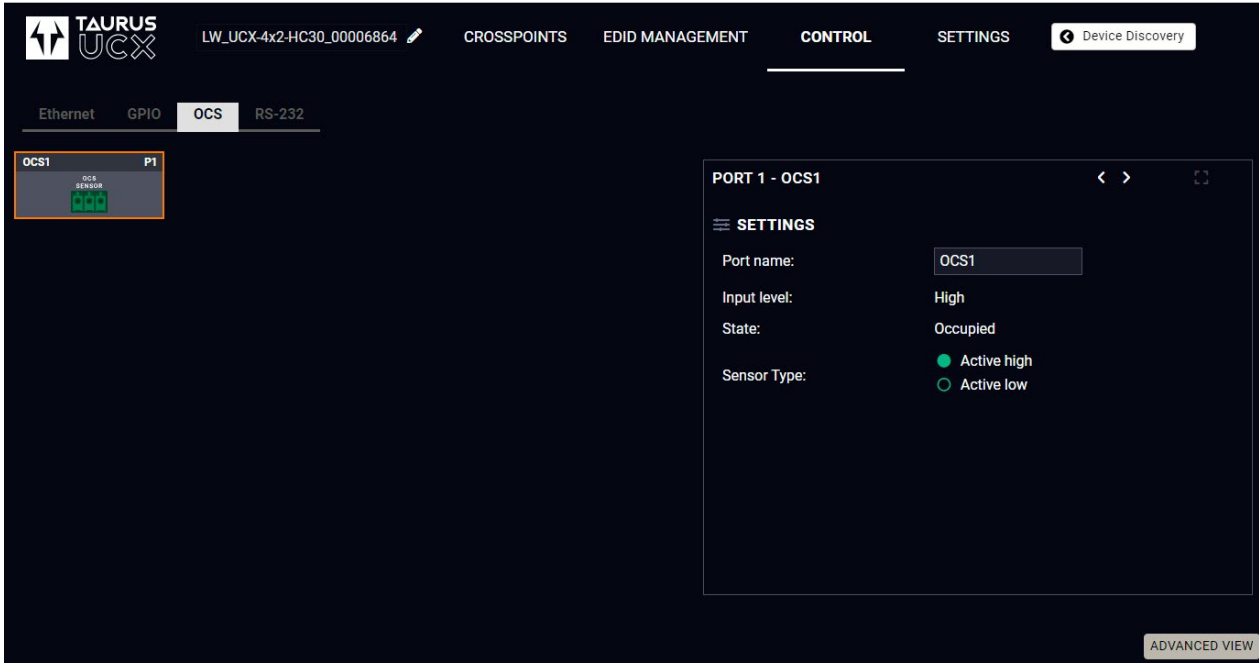 TAURUS
UCX
LW_UCX-4x2-HC30_00006864
CROSSPOINTS
EDID MANAGEMENT
CONTROL
SETTINGS
Device Discovery
Ethernet
GPIO
OCS
RS-232
OCS1 P1
OCS
SENSOR
PORT 1 - OCS1
SETTINGS
Port name: OCS1
Input level: High
State: Occupied
Sensor Type:
Active high
Active low
ADVANCED VIEW